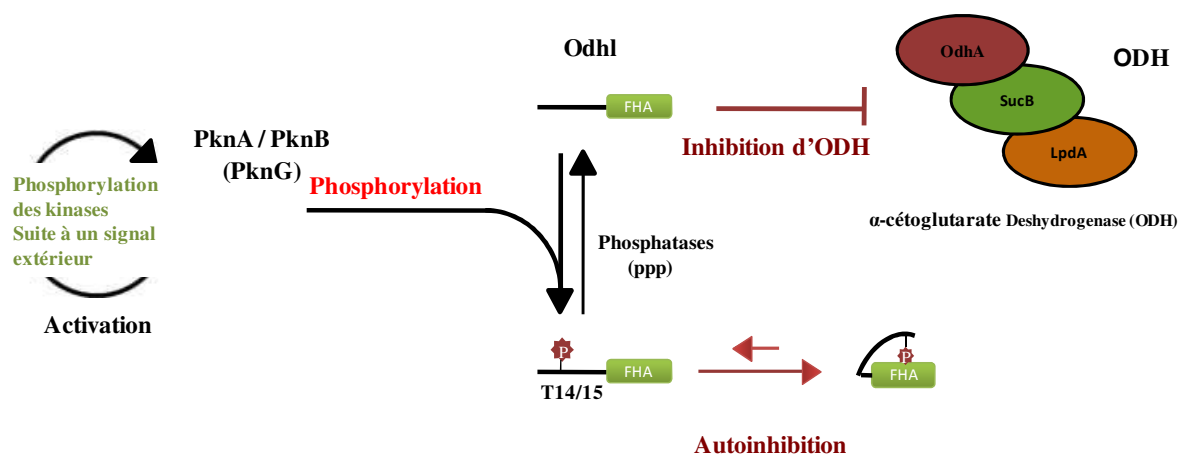 OdhI
FHA
Inhibition d’ODH
OdhA
SucB
LpdA
ODH
α-cétoglutarate Deshydrogenase (ODH)
PknA / PknB
(PknG)
Phosphorylation
Phosphorylation
des kinases
Suite à un signal
extérieur
Activation
Phosphatases
(ppp)
P
FHA
T14/15
P
FHA
Autoinhibition